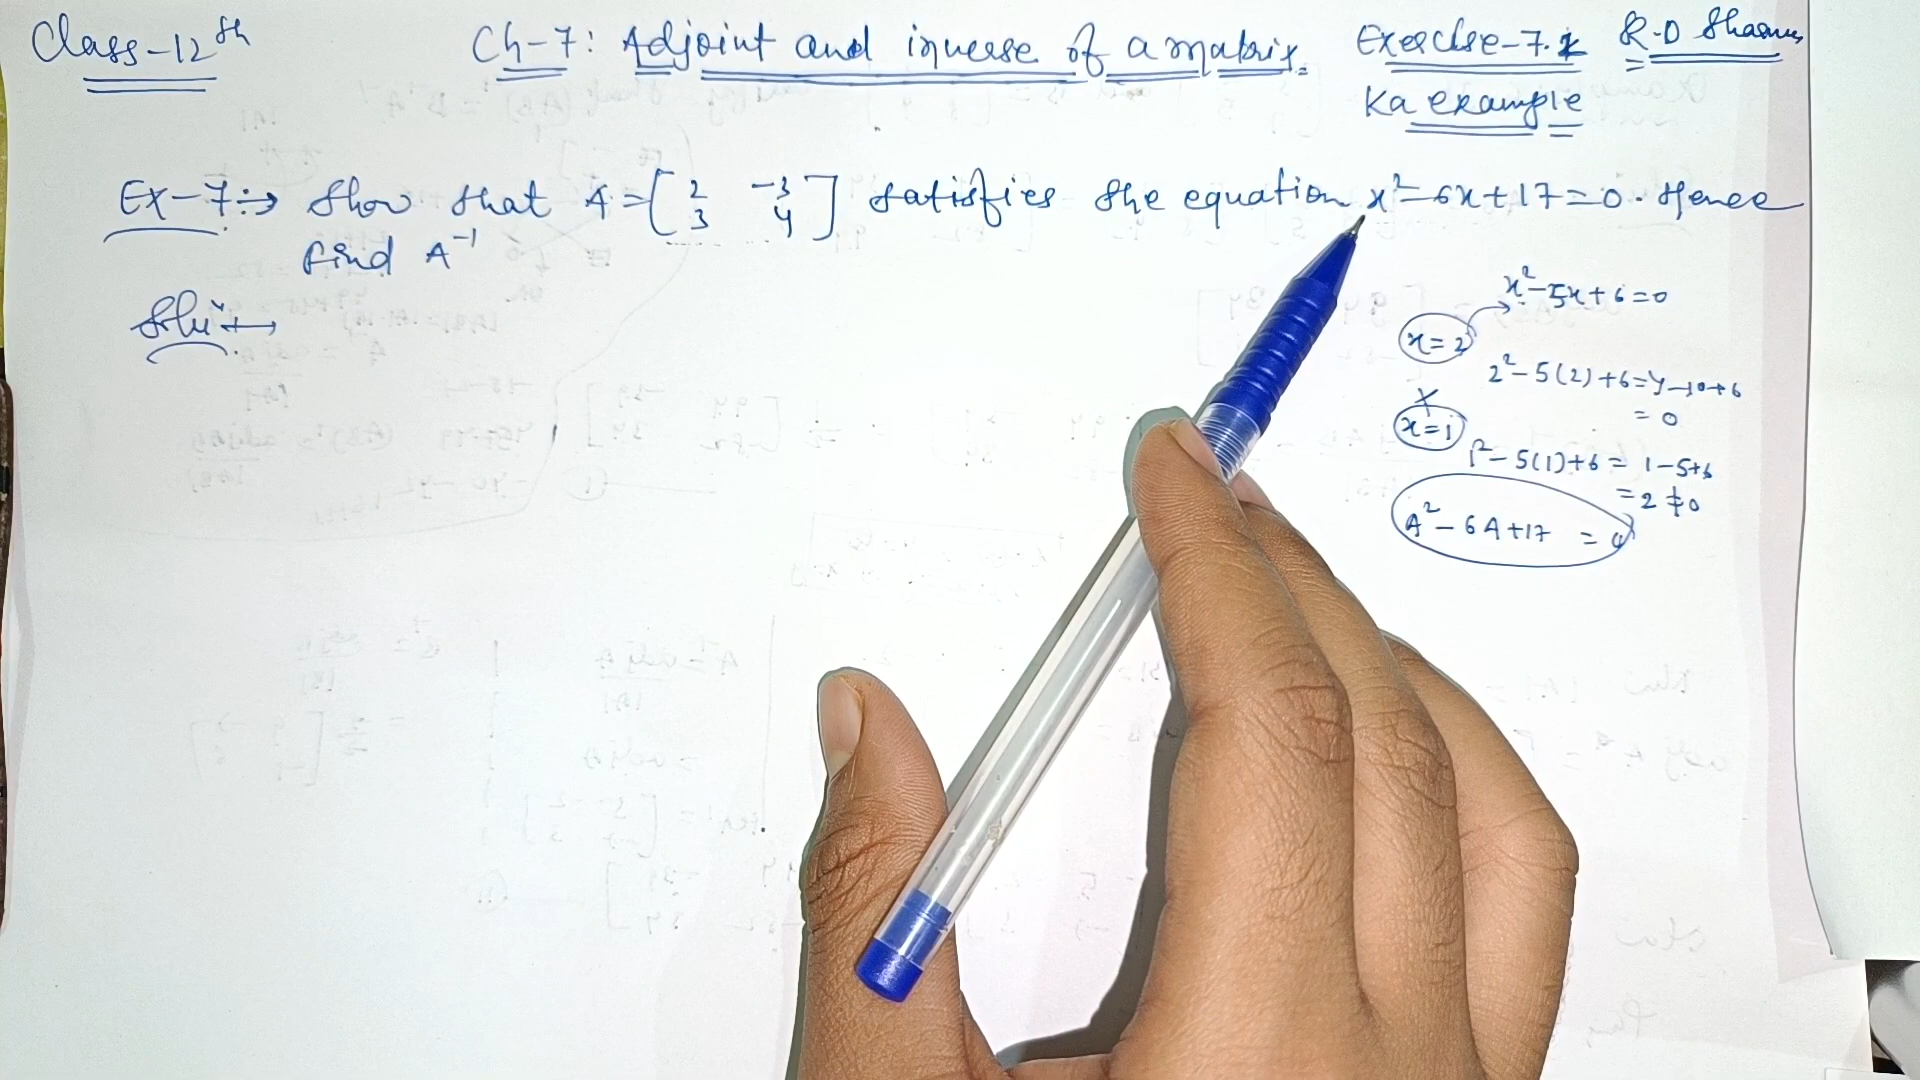 Class-12th
Ch-7: Adjoint and inverse of a matrix. Exercise-7.1 R.D Sharma
Ka example
Ex-7:→ Show that A = [2 -3 satisfies the equation x²-6x+17=0. Hence
3 4]
find A⁻¹
Soluⁿ→
x²-5x+6=0
x=2
2²-5(2)+6=4-10+6
= 0
x
x=1
1²-5(1)+6 = 1-5+6
= 2 ≠0
A²-6A+17 = 0